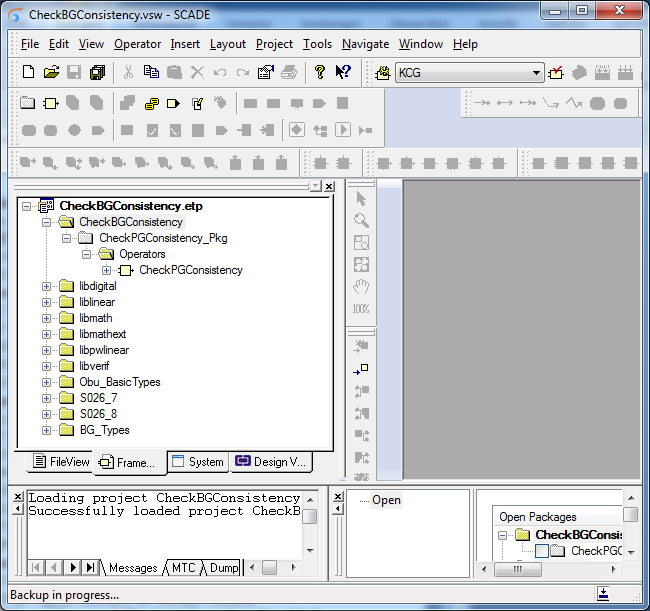 CheckBGConsistency.vsw - SCADE
File Edit View Operator Insert Layout Project Tools Navigate Window Help
KCG
CheckBGConsistency.etp
CheckBGConsistency
CheckPGConsistency_Pkg
Operators
CheckPGConsistency
libdigital
liblinear
libmath
libmathext
libpwlinear
libverif
Obu_BasicTypes
S026_7
S026_8
BG_Types
100%
FileView Frame... System Design V...
Loading project CheckBGConsistency
Successfully loaded project CheckB
Messages MTC Dump
Open
Open Packages
CheckBGConsis
CheckPGC
Backup in progress...